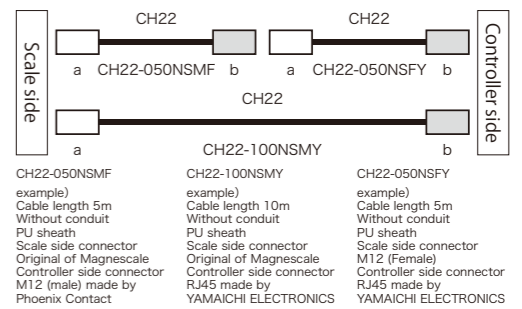 CH22
CH22
Scale side
Controller side
a
CH22-050NSMF
b
a
CH22-050NSFY
b
CH22
a
CH22-100NSMY
b
CH22-050NSMF
example)
Cable length 5m
Without conduit
PU sheath
Scale side connector
Original of Magnescale
Controller side connector
M12 (male) made by
Phoenix Contact
CH22-100NSMY
example)
Cable length 10m
Without conduit
PU sheath
Scale side connector
Original of Magnescale
Controller side connector
RJ45 made by
YAMAICHI ELECTRONICS
CH22-050NSFY
example)
Cable length 5m
Without conduit
PU sheath
Scale side connector
M12 (Female)
Controller side connector
RJ45 made by
YAMAICHI ELECTRONICS